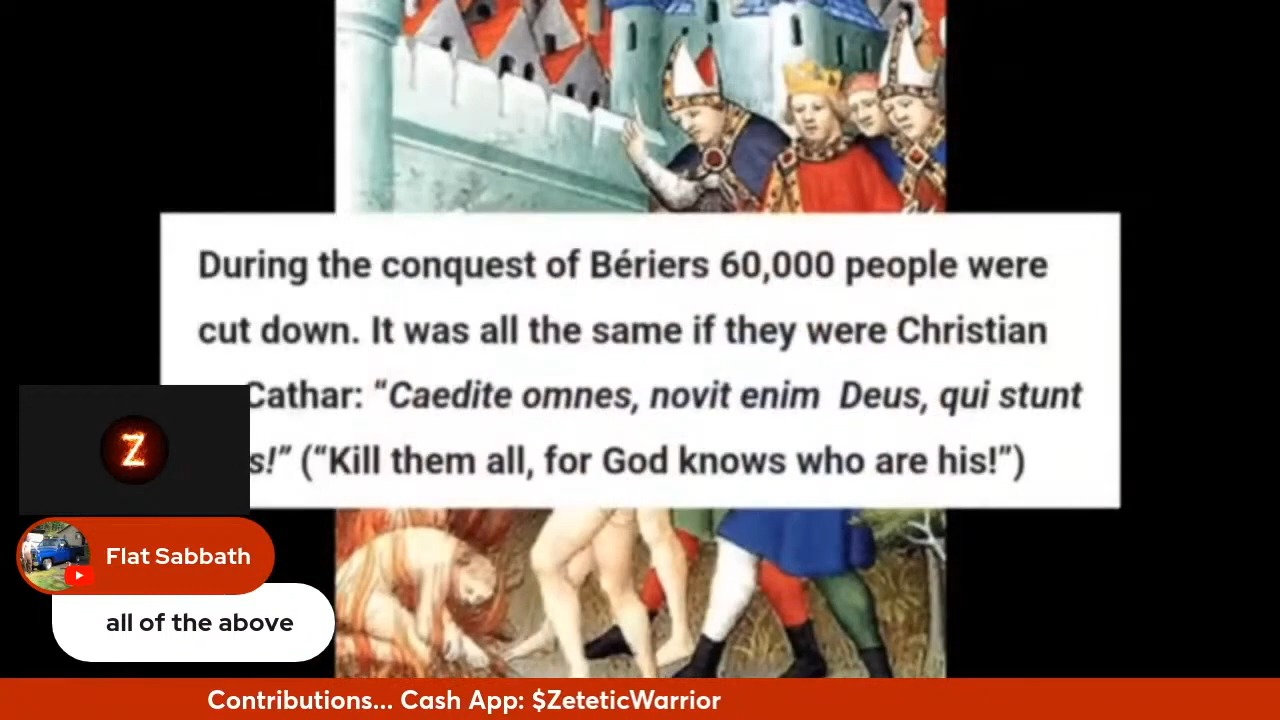 During the conquest of Bériers 60,000 people were
cut down. It was all the same if they were Christian
Cathar: “Caedite omnes, novit enim Deus, qui stunt
s!” (“Kill them all, for God knows who are his!”)
Z
Flat Sabbath
all of the above
Contributions... Cash App: $ZeteticWarrior